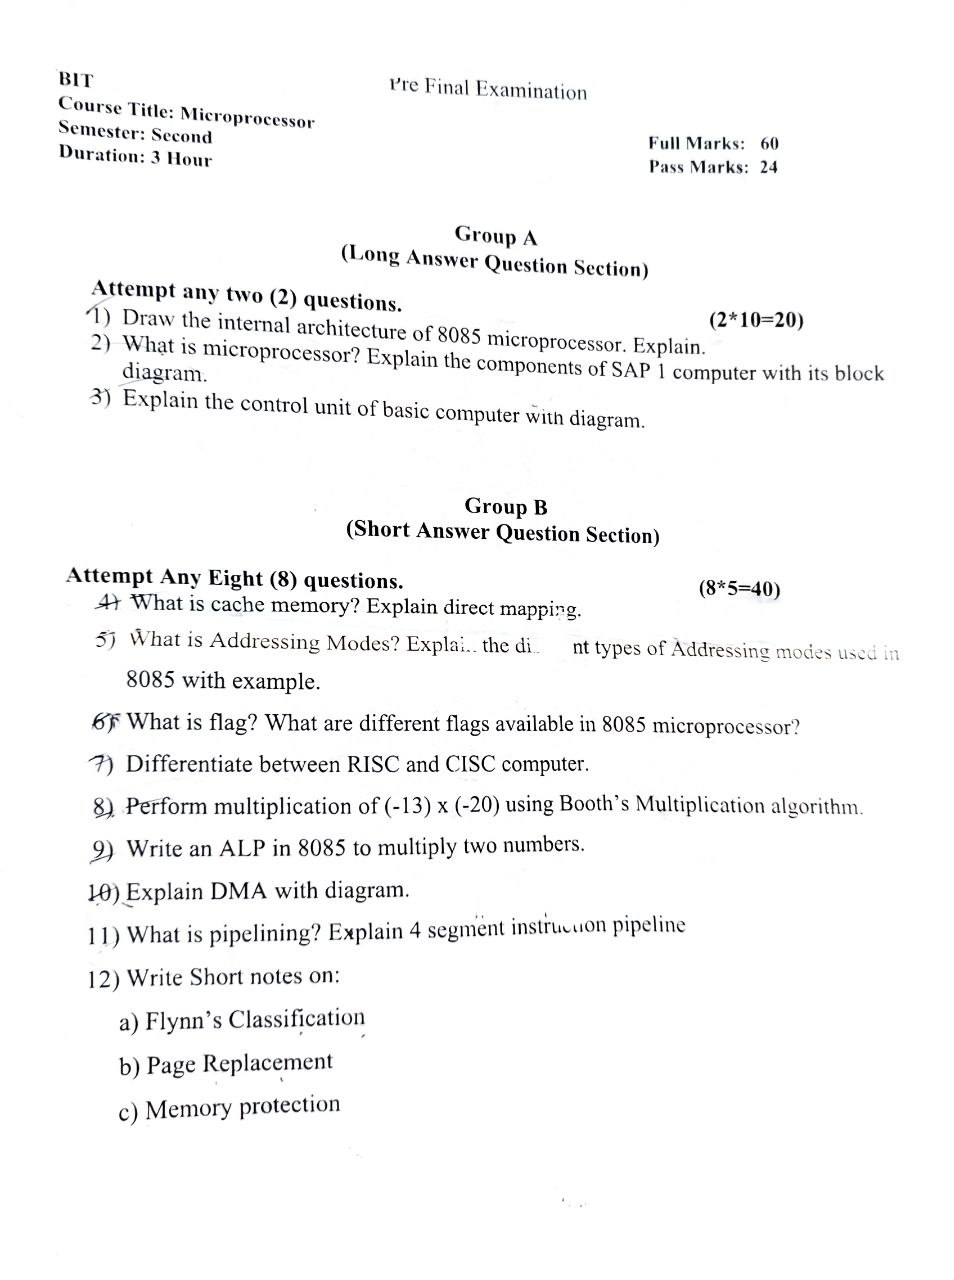 BIT
Pre Final Examination
Course Title: Microprocessor
Semester: Second
Full Marks: 60
Duration: 3 Hour
Pass Marks: 24
Group A
(Long Answer Question Section)
Attempt any two (2) questions.
(2*10=20)
1) Draw the internal architecture of 8085 microprocessor. Explain.
2) What is microprocessor? Explain the components of SAP 1 computer with its block
diagram.
3) Explain the control unit of basic computer with diagram.
Group B
(Short Answer Question Section)
Attempt Any Eight (8) questions.
(8*5=40)
4) What is cache memory? Explain direct mapping.
5) What is Addressing Modes? the types of Addressing modes used in
8085 with example.
6) What is flag? What are different flags available in 8085 microprocessor?
7) Differentiate between RISC and CISC computer.
8) Perform multiplication of (-13) x (-20) using Booth's Multiplication algorithm.
9) Write an ALP in 8085 to multiply two numbers.
10) Explain DMA with diagram.
11) What is pipelining? Explain 4 segment instruction pipeline
12) Write Short notes on:
a) Flynn's Classification
b) Page Replacement
c) Memory protection